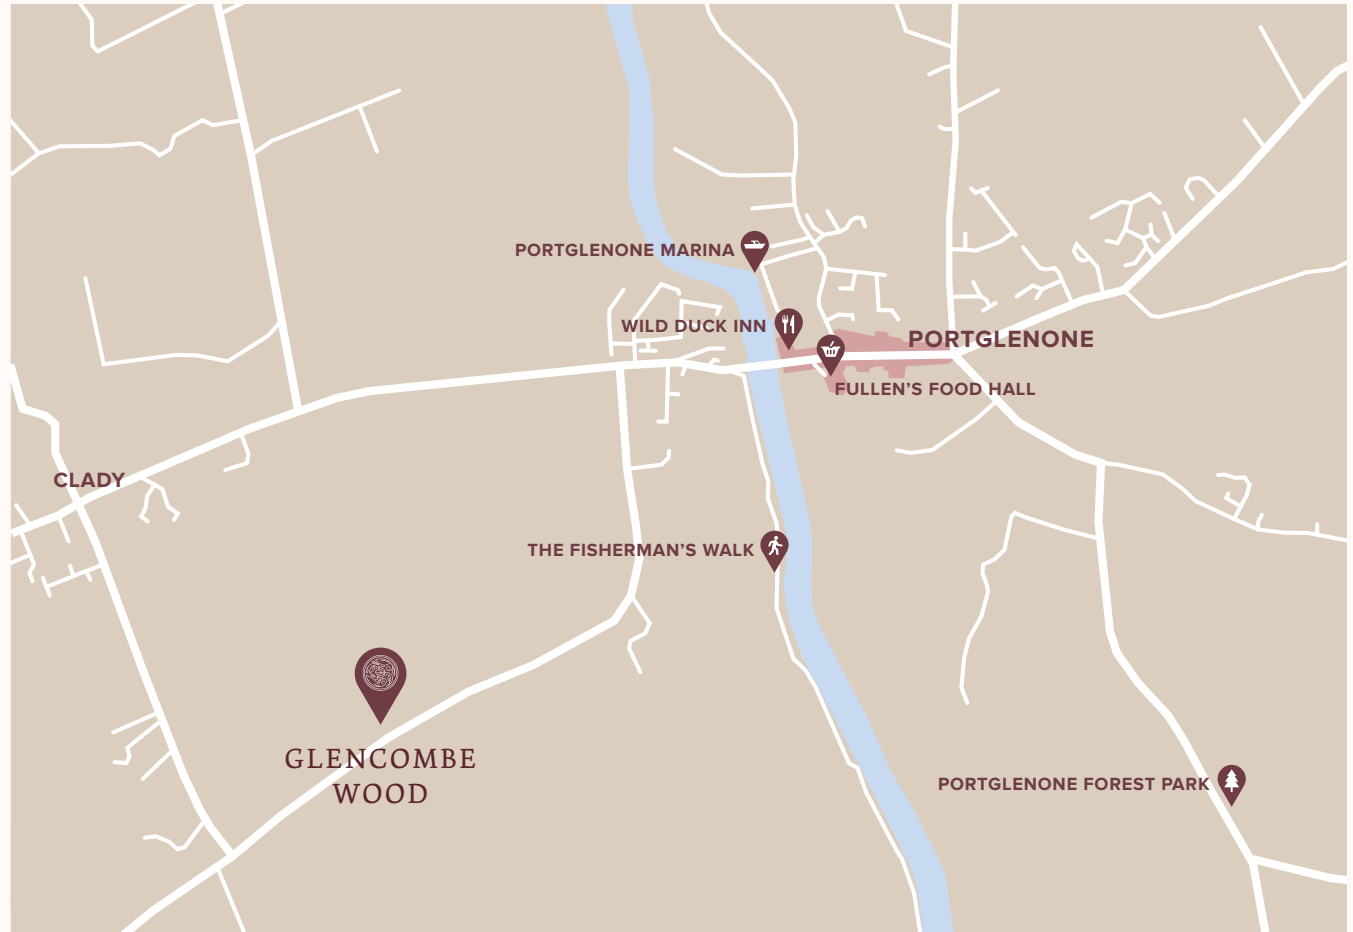 PORTGLENONE MARINA
WILD DUCK INN
PORTGLENONE
FULLEN’S FOOD HALL
CLADY
THE FISHERMAN’S WALK
GLENCOMBE
WOOD
PORTGLENONE FOREST PARK